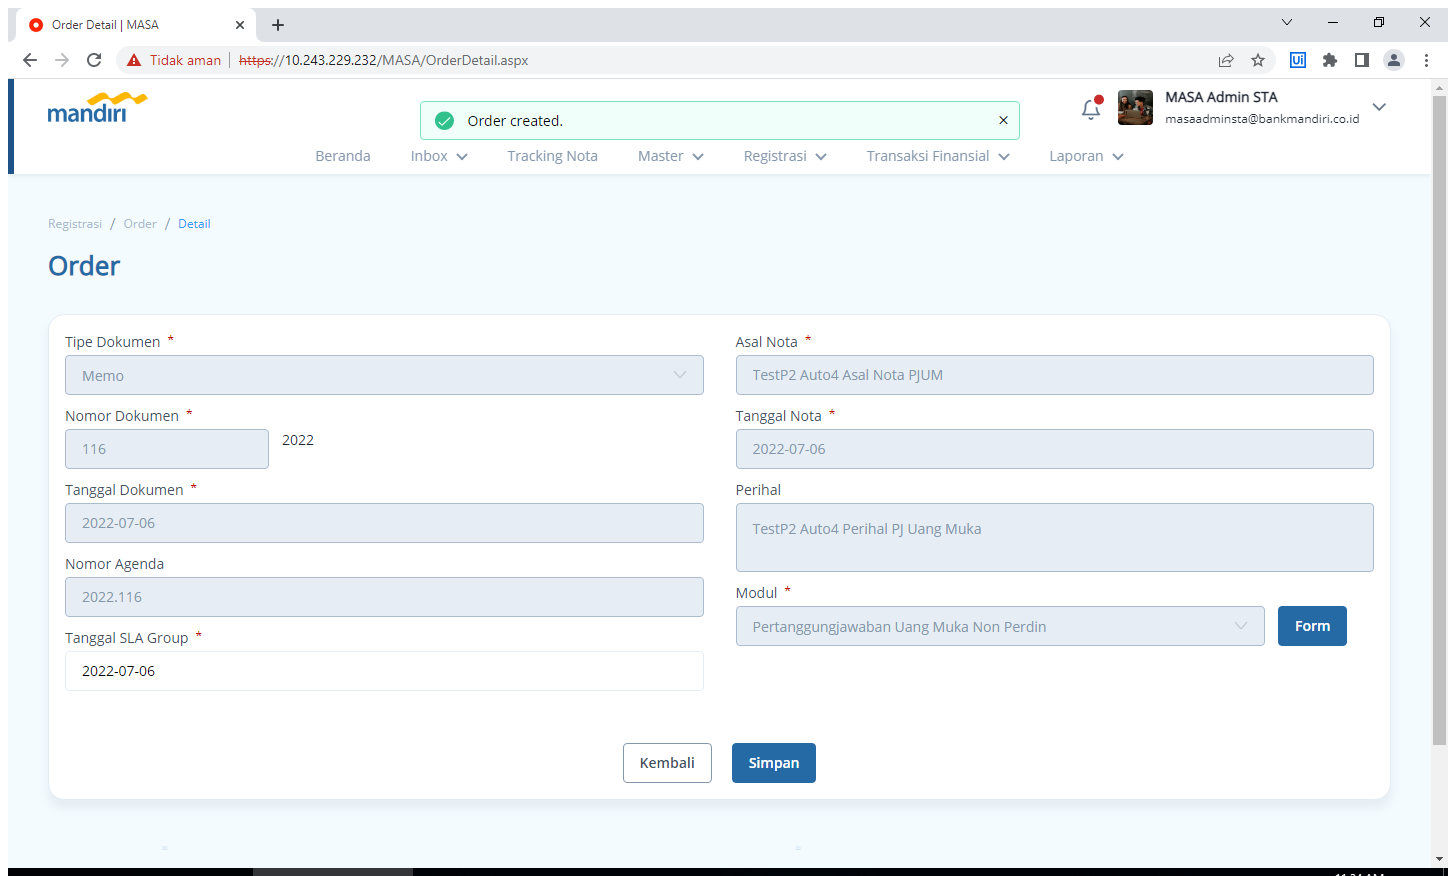 Order Detail | MASA
Tidak aman
https://10.243.229.232/MASA/OrderDetail.aspx
mandiri
Order created.
MASA Admin STA
masaadminsta@bankmandiri.co.id
Beranda Inbox Tracking Nota Master Registrasi Transaksi Finansial Laporan
Registrasi / Order / Detail
Order
Tipe Dokumen *
Memo
Nomor Dokumen *
116 2022
Tanggal Dokumen *
2022-07-06
Nomor Agenda
2022.116
Tanggal SLA Group *
2022-07-06
Asal Nota *
TestP2 Auto4 Asal Nota PJUM
Tanggal Nota *
2022-07-06
Perihal
TestP2 Auto4 Perihal PJ Uang Muka
Modul *
Pertanggungjawaban Uang Muka Non Perdin Form
Kembali Simpan